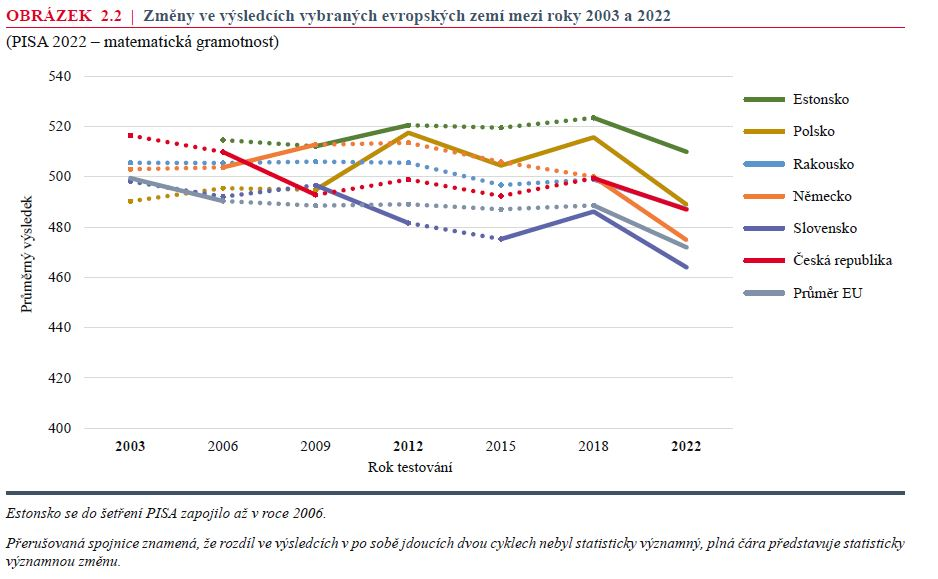 OBRÁZEK 2.2 | Změny ve výsledcích vybraných evropských zemí mezi roky 2003 a 2022
(PISA 2022 – matematická gramotnost)
540
520
500
480
460
440
420
400
Průměrný výsledek
2003 2006 2009 2012 2015 2018 2022
Rok testování
Estonsko
Polsko
Rakousko
Německo
Slovensko
Česká republika
Průměr EU
Estonsko se do šetření PISA zapojilo až v roce 2006.
Přerušovaná spojnice znamená, že rozdíl ve výsledcích v po sobě jdoucích dvou cyklech nebyl statisticky významný, plná čára představuje statisticky
významnou změnu.